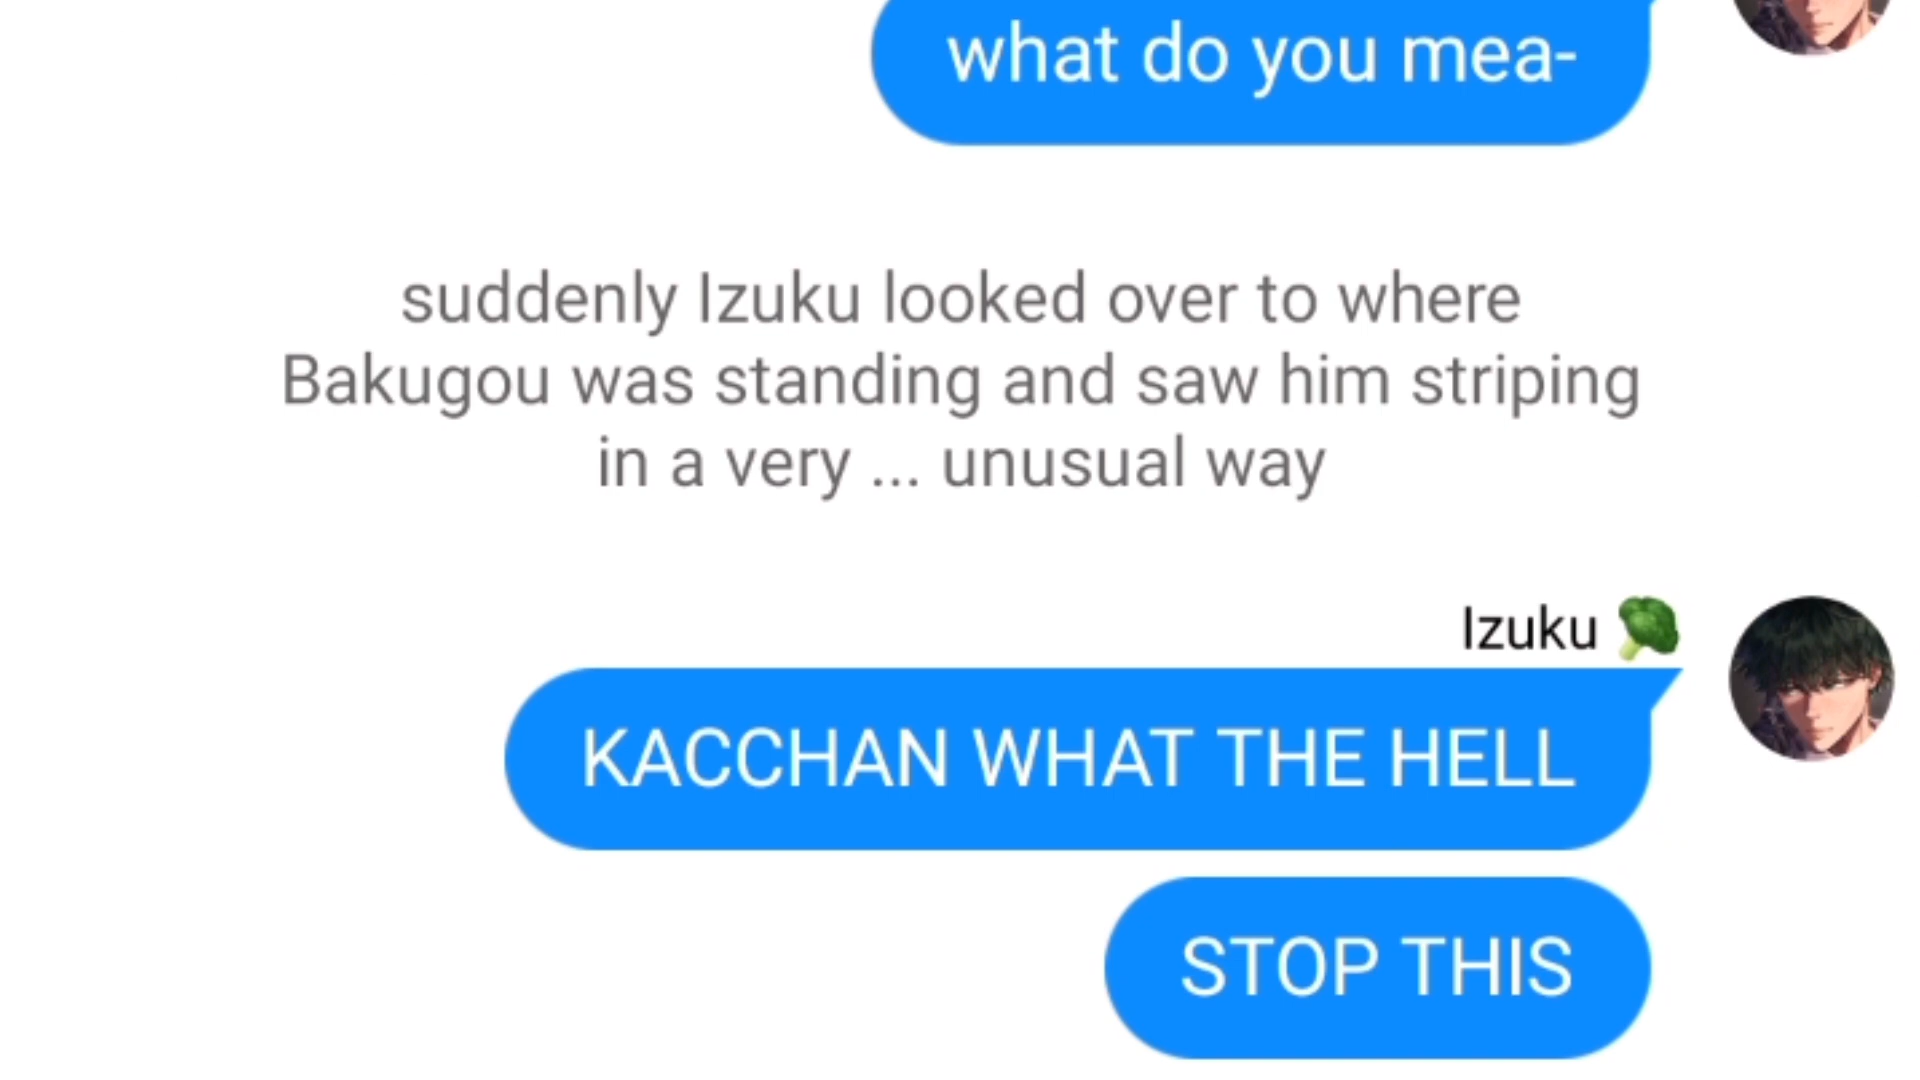 what do you mea-
suddenly Izuku looked over to where
Bakugou was standing and saw him striping
in a very ... unusual way
Izuku 🥦
KACCHAN WHAT THE HELL
STOP THIS